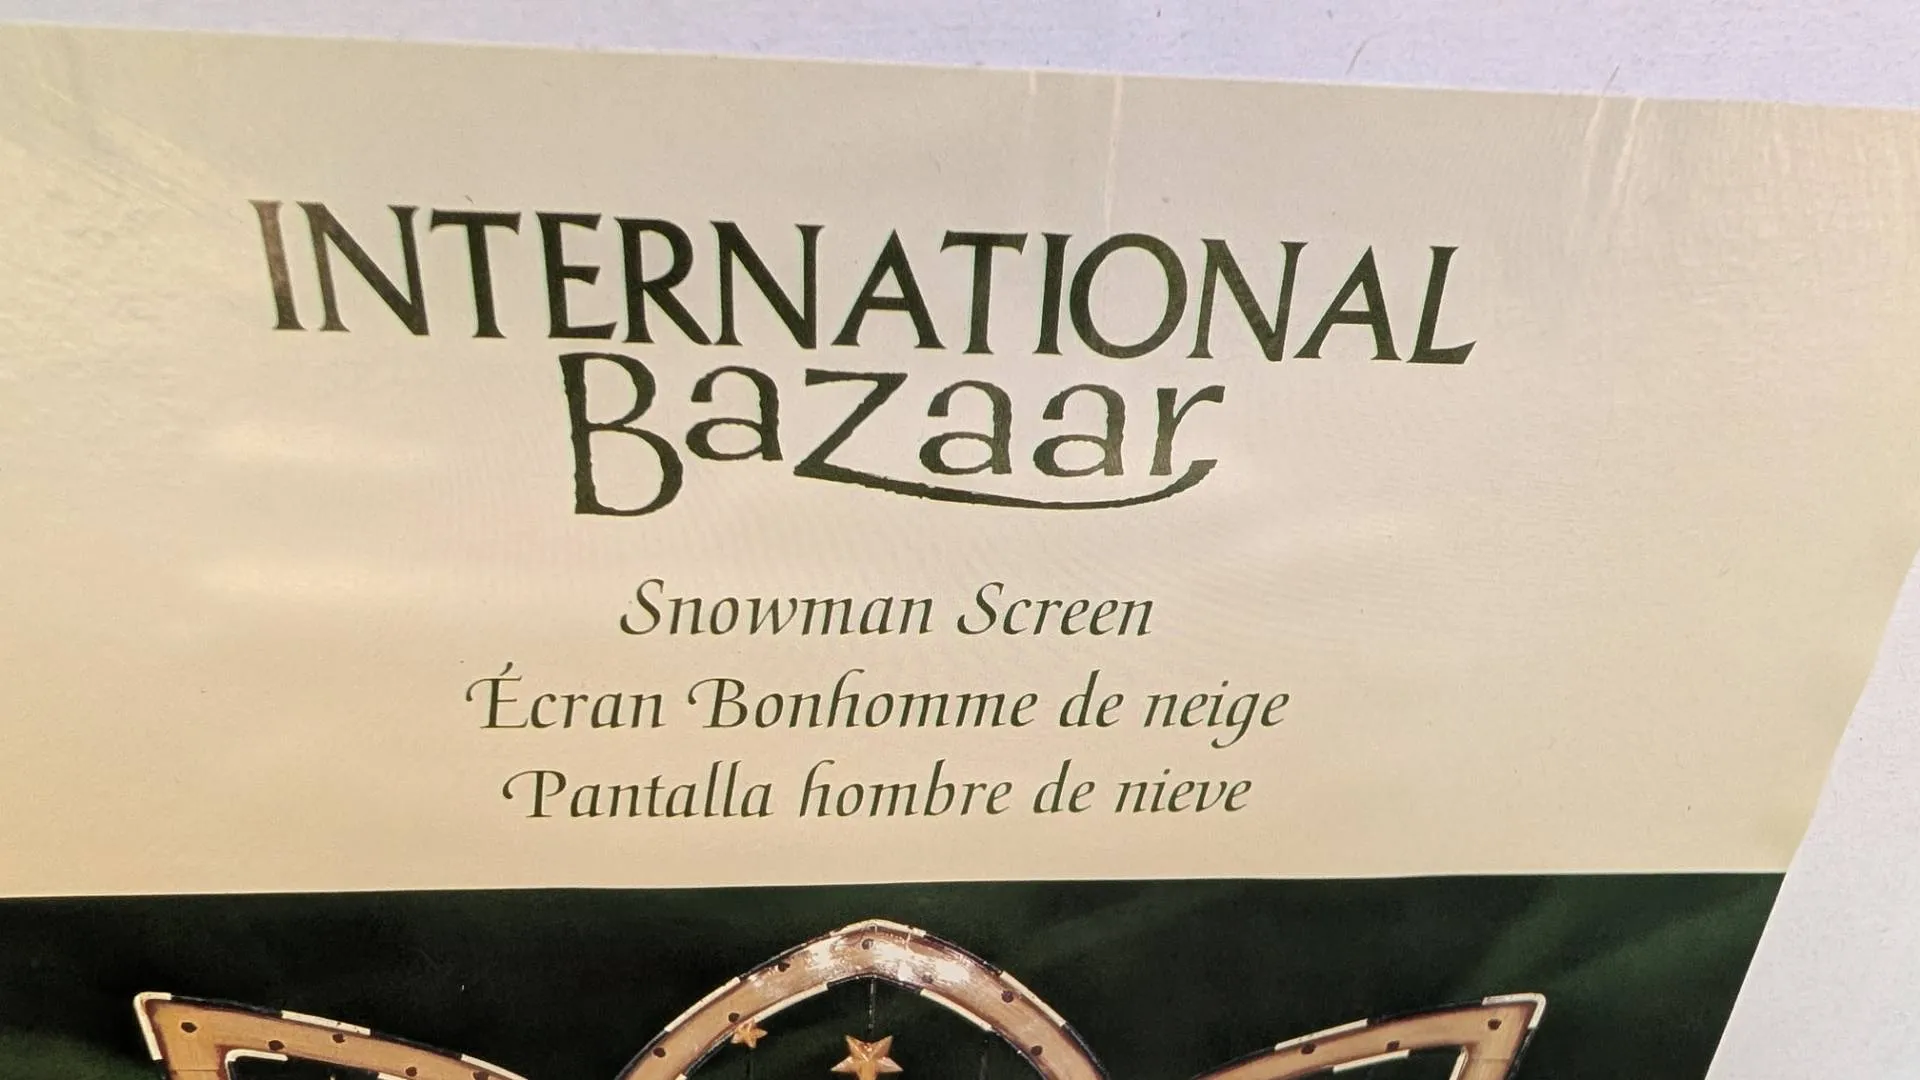 INTERNATIONAL
Bazaar
Snowman Screen
Écran Bonhomme de neige
Pantalla hombre de nieve